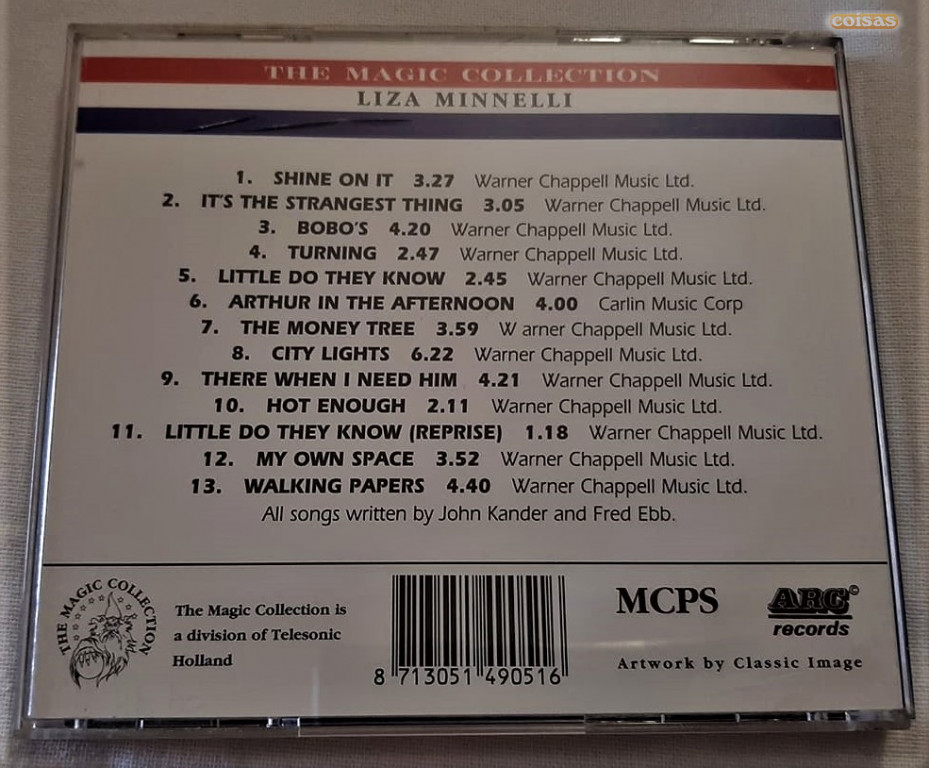 coisas
THE MAGIC COLLECTION
LIZA MINNELLI
1. SHINE ON IT 3.27 Warner Chappell Music Ltd.
2. IT'S THE STRANGEST THING 3.05 Warner Chappell Music Ltd.
3. BOBO'S 4.20 Warner Chappell Music Ltd.
4. TURNING 2.47 Warner Chappell Music Ltd.
5. LITTLE DO THEY KNOW 2.45 Warner Chappell Music Ltd.
6. ARTHUR IN THE AFTERNOON 4.00 Carlin Music Corp
7. THE MONEY TREE 3.59 W arner Chappell Music Ltd.
8. CITY LIGHTS 6.22 Warner Chappell Music Ltd.
9. THERE WHEN I NEED HIM 4.21 Warner Chappell Music Ltd.
10. HOT ENOUGH 2.11 Warner Chappell Music Ltd.
11. LITTLE DO THEY KNOW (REPRISE) 1.18 Warner Chappell Music Ltd.
12. MY OWN SPACE 3.52 Warner Chappell Music Ltd.
13. WALKING PAPERS 4.40 Warner Chappell Music Ltd.
All songs written by John Kander and Fred Ebb.
THE MAGIC COLLECTION
The Magic Collection is
a division of Telesonic
Holland
8 713051 490516
MCPS
ARC©
records
Artwork by Classic Image